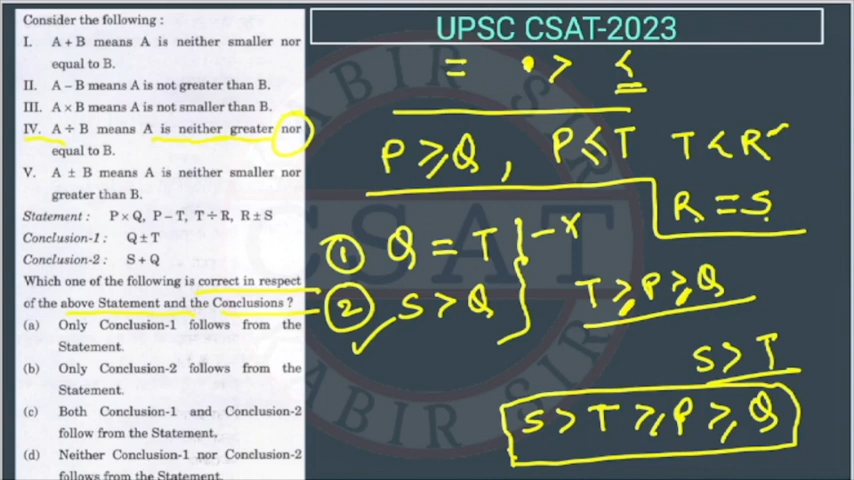 Consider the following :
I. A + B means A is neither smaller nor
equal to B.
II. A – B means A is not greater than B.
III. A × B means A is not smaller than B.
IV. A ÷ B means A is neither greater nor
equal to B.
V. A ± B means A is neither smaller nor
greater than B.
Statement : P × Q, P – T, T ÷ R, R ± S
Conclusion-1 : Q ± T
Conclusion-2 : S + Q
Which one of the following is correct in respect
of the above Statement and the Conclusions ?
(a) Only Conclusion-1 follows from the
Statement.
(b) Only Conclusion-2 follows from the
Statement.
(c) Both Conclusion-1 and Conclusion-2
follow from the Statement.
(d) Neither Conclusion-1 nor Conclusion-2
follows from the Statement.
UPSC CSAT-2023
= > <
P ⩾ Q , P ⩽ T T < R
R = S
① Q = T – x
② S > Q
T ⩾ P ⩾ Q
S > T
S > T ⩾ P ⩾ Q
KABIR SIR
CSAT
KABIR SIR